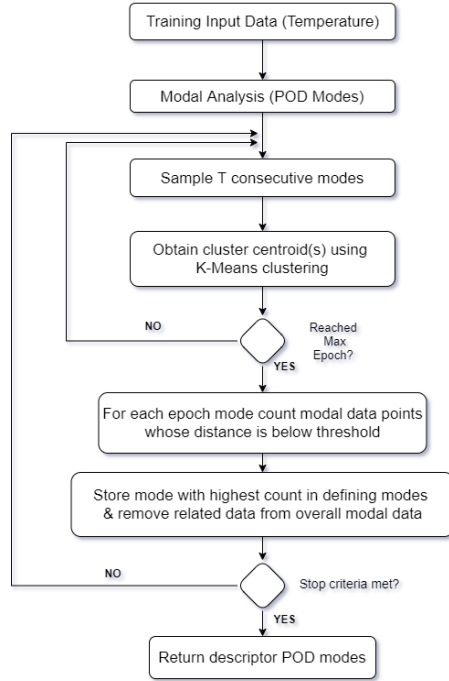 Training Input Data (Temperature)
Modal Analysis (POD Modes)
Sample T consecutive modes
Obtain cluster centroid(s) using
K-Means clustering
NO
Reached
Max
Epoch?
YES
For each epoch mode count modal data points
whose distance is below threshold
Store mode with highest count in defining modes
& remove related data from overall modal data
NO
Stop criteria met?
YES
Return descriptor POD modes